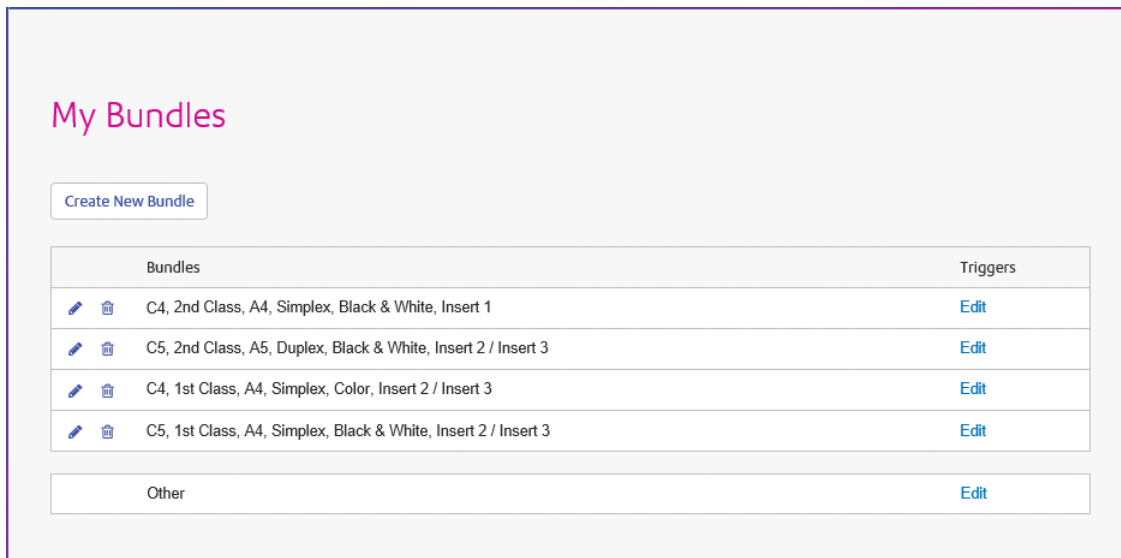 My Bundles
Create New Bundle
Bundles Triggers
C4, 2nd Class, A4, Simplex, Black & White, Insert 1 Edit
C5, 2nd Class, A5, Duplex, Black & White, Insert 2 / Insert 3 Edit
C4, 1st Class, A4, Simplex, Color, Insert 2 / Insert 3 Edit
C5, 1st Class, A4, Simplex, Black & White, Insert 2 / Insert 3 Edit
Other Edit